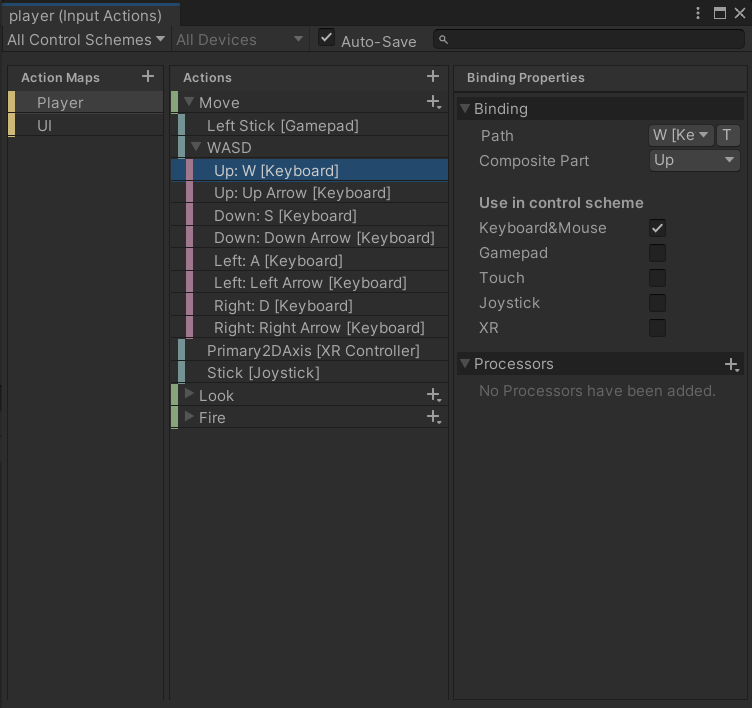 player (Input Actions)
All Control Schemes
All Devices
Auto-Save
Action Maps
Player
UI
Actions
Move
Left Stick [Gamepad]
WASD
Up: W [Keyboard]
Up: Up Arrow [Keyboard]
Down: S [Keyboard]
Down: Down Arrow [Keyboard]
Left: A [Keyboard]
Left: Left Arrow [Keyboard]
Right: D [Keyboard]
Right: Right Arrow [Keyboard]
Primary2DAxis [XR Controller]
Stick [Joystick]
Look
Fire
Binding Properties
Binding
Path W [Ke T
Composite Part Up
Use in control scheme
Keyboard&Mouse
Gamepad
Touch
Joystick
XR
Processors
No Processors have been added.